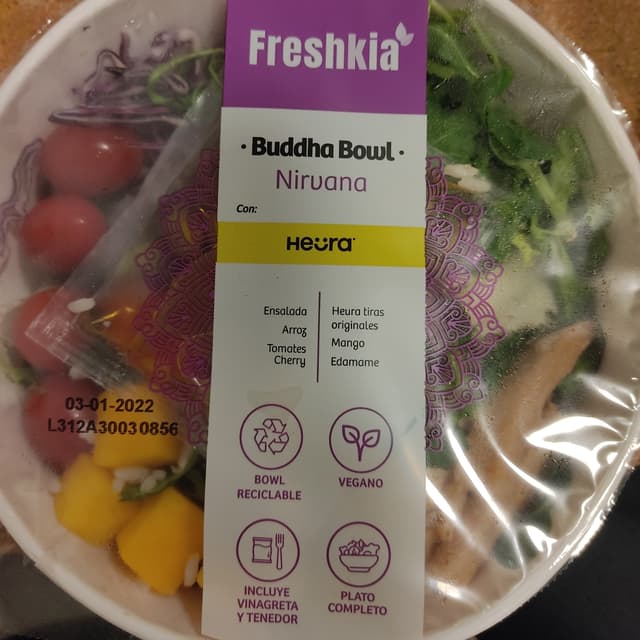 Freshkia
· Buddha Bowl ·
Nirvana
Con:
Heüra
Ensalada
Arroz
Tomates
Cherry
Heura tiras
originales
Mango
Edamame
03-01-2022
L312A30030856
BOWL
RECICLABLE
VEGANO
INCLUYE
VINAGRETA
Y TENEDOR
PLATO
COMPLETO